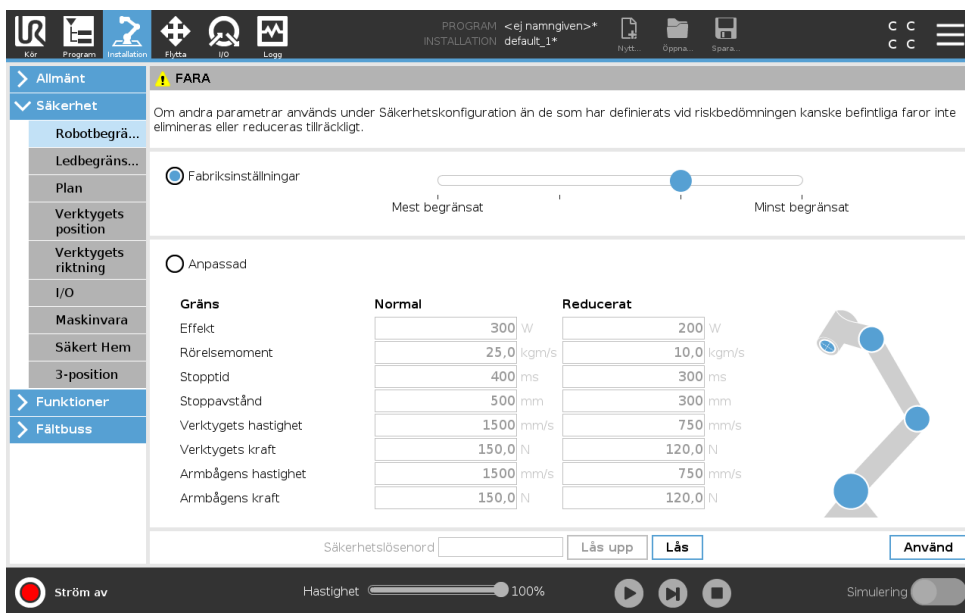 PROGRAM <ej namngiven>*
INSTALLATION default_1*
UR
Kör
Program
Installation
Flytta
I/O
Logg
Nytt...
Öppna...
Spara...
C C
C C
Allmänt
Säkerhet
Robotbegrä...
Ledbegräns...
Plan
Verktygets
position
Verktygets
riktning
I/O
Maskinvara
Säkert Hem
3-position
Funktioner
Fältbuss
FARA
Om andra parametrar används under Säkerhetskonfiguration än de som har definierats vid riskbedömningen kanske befintliga faror inte
elimineras eller reduceras tillräckligt.
Fabriksinställningar
Mest begränsat Minst begränsat
Anpassad
Gräns Normal Reducerat
Effekt 300 W 200 W
Rörelsemoment 25,0 kgm/s 10,0 kgm/s
Stopptid 400 ms 300 ms
Stoppavstånd 500 mm 300 mm
Verktygets hastighet 1500 mm/s 750 mm/s
Verktygets kraft 150,0 N 120,0 N
Armbågens hastighet 1500 mm/s 750 mm/s
Armbågens kraft 150,0 N 120,0 N
Säkerhetslösenord Lås upp Lås Använd
Ström av Hastighet 100% Simulering